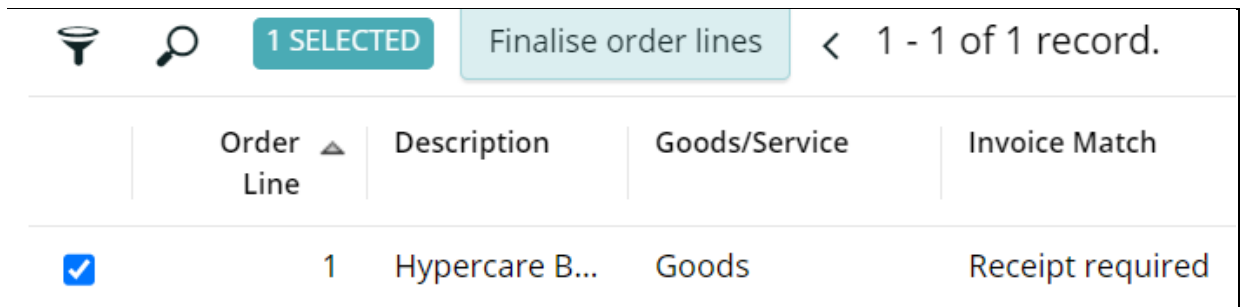 1 SELECTED Finalise order lines < 1 - 1 of 1 record.
Order Line Description Goods/Service Invoice Match
1 Hypercare B... Goods Receipt required